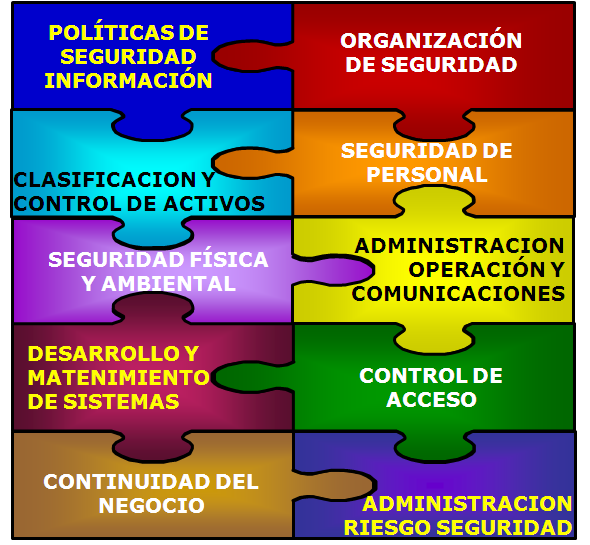 POLÍTICAS DE
SEGURIDAD
INFORMACIÓN
ORGANIZACIÓN
DE SEGURIDAD
CLASIFICACION Y
CONTROL DE ACTIVOS
SEGURIDAD DE
PERSONAL
SEGURIDAD FÍSICA
Y AMBIENTAL
ADMINISTRACION
OPERACIÓN Y
COMUNICACIONES
DESARROLLO Y
MATENIMIENTO
DE SISTEMAS
CONTROL DE
ACCESO
CONTINUIDAD DEL
NEGOCIO
ADMINISTRACION
RIESGO SEGURIDAD